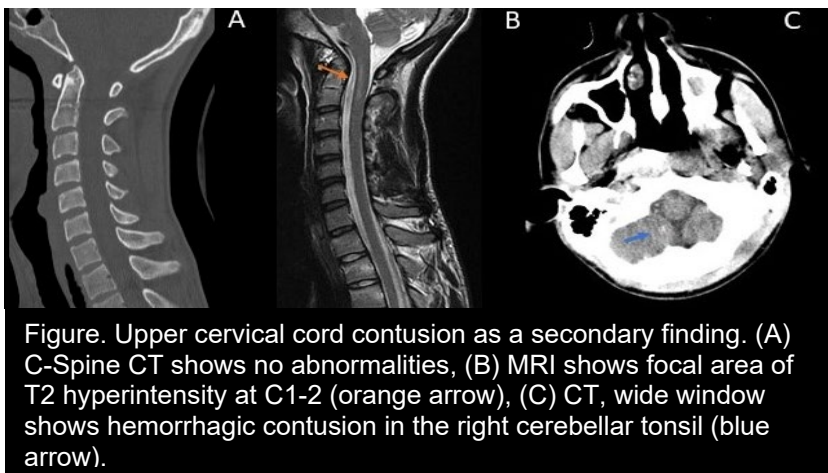 A
B
C
Figure. Upper cervical cord contusion as a secondary finding. (A)
C-Spine CT shows no abnormalities, (B) MRI shows focal area of
T2 hyperintensity at C1-2 (orange arrow), (C) CT, wide window
shows hemorrhagic contusion in the right cerebellar tonsil (blue
arrow).